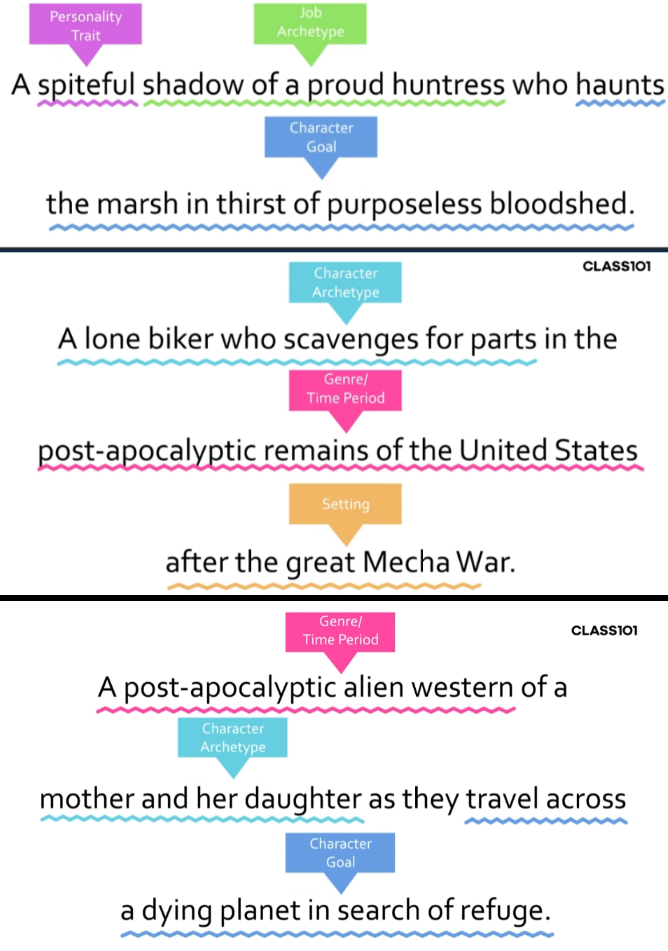 Personality
Trait
Job
Archetype
A spiteful shadow of a proud huntress who haunts
Character
Goal
the marsh in thirst of purposeless bloodshed.
CLASS101
Character
Archetype
A lone biker who scavenges for parts in the
Genre/
Time Period
post-apocalyptic remains of the United States
Setting
after the great Mecha War.
Genre/
Time Period
CLASS101
A post-apocalyptic alien western of a
Character
Archetype
mother and her daughter as they travel across
Character
Goal
a dying planet in search of refuge.